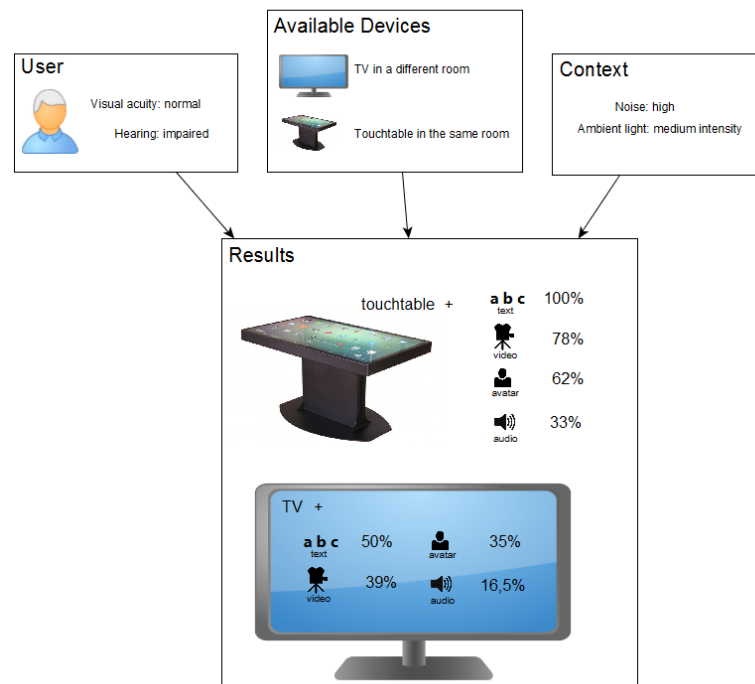 Available Devices
TV in a different room
Touchtable in the same room
User
Visual acuity: normal
Hearing: impaired
Context
Noise: high
Ambient light: medium intensity
Results
touchtable +
a b c 100%
text
78%
video
62%
avatar
33%
audio
TV +
a b c 50% 35%
text avatar
39% 16,5%
video audio